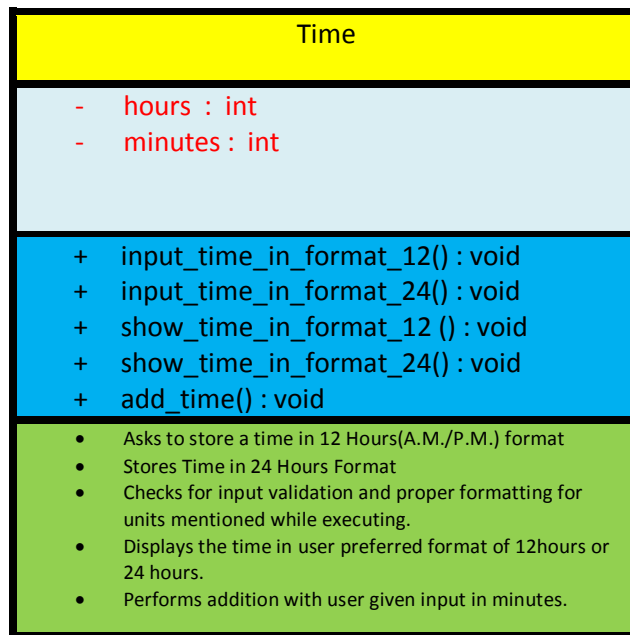 Time
- hours : int
- minutes : int
+ input_time_in_format_12() : void
+ input_time_in_format_24() : void
+ show_time_in_format_12 () : void
+ show_time_in_format_24() : void
+ add_time() : void
• Asks to store a time in 12 Hours(A.M./P.M.) format
• Stores Time in 24 Hours Format
• Checks for input validation and proper formatting for
units mentioned while executing.
• Displays the time in user preferred format of 12hours or
24 hours.
• Performs addition with user given input in minutes.